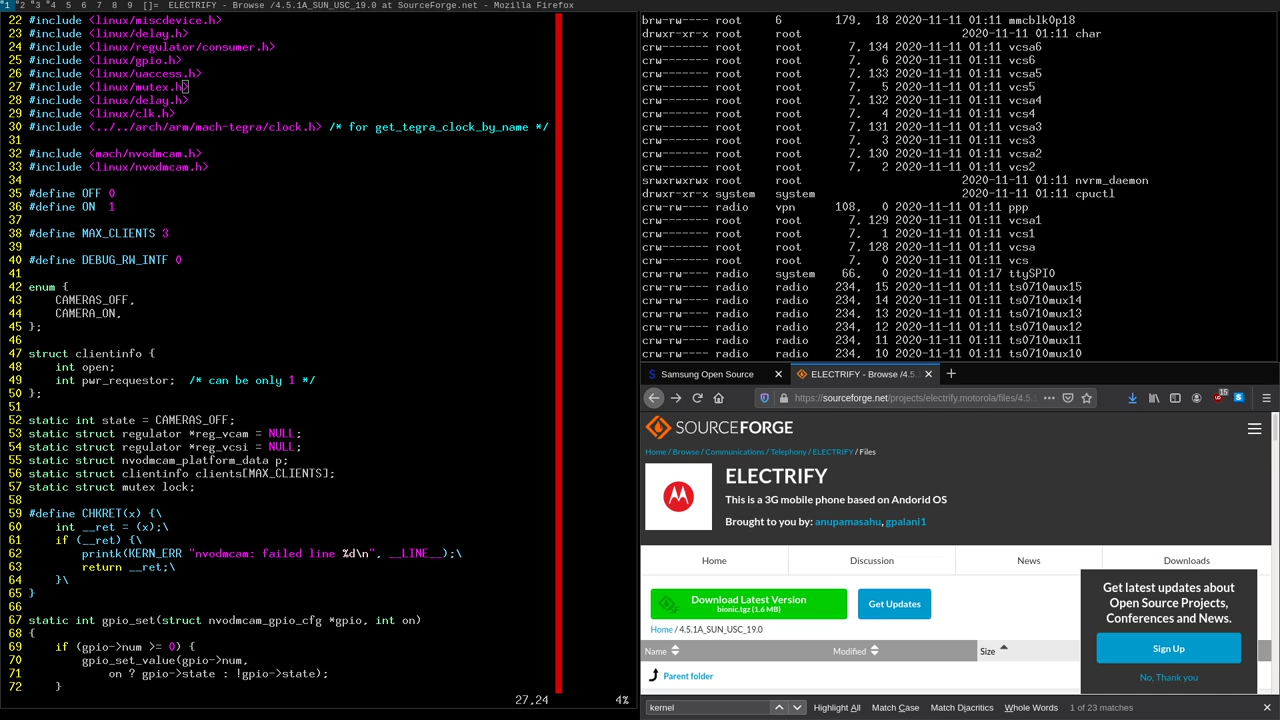 1 2 3 4 5 6 7 8 9 []= ELECTRIFY - Browse /4.5.1A_SUN_USC_19.0 at SourceForge.net - Mozilla Firefox
22 #include <linux/miscdevice.h>
23 #include <linux/delay.h>
24 #include <linux/regulator/consumer.h>
25 #include <linux/gpio.h>
26 #include <linux/uaccess.h>
27 #include <linux/mutex.h>
28 #include <linux/delay.h>
29 #include <linux/clk.h>
30 #include <../../arch/arm/mach-tegra/clock.h> /* for get_tegra_clock_by_name */
31
32 #include <mach/nvodmcam.h>
33 #include <linux/nvodmcam.h>
34
35 #define OFF 0
36 #define ON  1
37
38 #define MAX_CLIENTS 3
39
40 #define DEBUG_RW_INTF 0
41
42 enum {
43     CAMERAS_OFF,
44     CAMERA_ON,
45 };
46
47 struct clientinfo {
48     int open;
49     int pwr_requestor;  /* can be only 1 */
50 };
51
52 static int state = CAMERAS_OFF;
53 static struct regulator *reg_vcam = NULL;
54 static struct regulator *reg_vcsi = NULL;
55 static struct nvodmcam_platform_data p;
56 static struct clientinfo clients[MAX_CLIENTS];
57 static struct mutex lock;
58
59 #define CHKRET(x) {\
60     int __ret = (x);\
61     if (__ret) {\
62         printk(KERN_ERR "nvodmcam: failed line %d\n", __LINE__);\
63         return __ret;\
64     }\
65 }
66
67 static int gpio_set(struct nvodmcam_gpio_cfg *gpio, int on)
68 {
69     if (gpio->num >= 0) {
70         gpio_set_value(gpio->num,
71             on ? gpio->state : !gpio->state);
72     }
27,24 4%
brw-rw---- root     6        179,  18 2020-11-11 01:11 mmcblk0p18
drwxr-xr-x root     root              2020-11-11 01:11 char
crw------- root     root       7, 134 2020-11-11 01:11 vcsa6
crw------- root     root       7,   6 2020-11-11 01:11 vcs6
crw------- root     root       7, 133 2020-11-11 01:11 vcsa5
crw------- root     root       7,   5 2020-11-11 01:11 vcs5
crw------- root     root       7, 132 2020-11-11 01:11 vcsa4
crw------- root     root       7,   4 2020-11-11 01:11 vcs4
crw------- root     root       7, 131 2020-11-11 01:11 vcsa3
crw------- root     root       7,   3 2020-11-11 01:11 vcs3
crw------- root     root       7, 130 2020-11-11 01:11 vcsa2
crw------- root     root       7,   2 2020-11-11 01:11 vcs2
srwxrwxrwx root     root              2020-11-11 01:11 nvrm_daemon
drwxr-xr-x system   system            2020-11-11 01:11 cpuctl
crw-rw---- radio    vpn      108,   0 2020-11-11 01:11 ppp
crw------- root     root       7, 129 2020-11-11 01:11 vcsa1
crw------- root     root       7,   1 2020-11-11 01:11 vcs1
crw------- root     root       7, 128 2020-11-11 01:11 vcsa
crw------- root     root       7,   0 2020-11-11 01:11 vcs
crw-rw---- radio    system    66,   0 2020-11-11 01:17 ttySPI0
crw-rw---- radio    radio    234,  15 2020-11-11 01:11 ts0710mux15
crw-rw---- radio    radio    234,  14 2020-11-11 01:11 ts0710mux14
crw-rw---- radio    radio    234,  13 2020-11-11 01:11 ts0710mux13
crw-rw---- radio    radio    234,  12 2020-11-11 01:11 ts0710mux12
crw-rw---- radio    radio    234,  11 2020-11-11 01:11 ts0710mux11
crw-rw---- radio    radio    234,  10 2020-11-11 01:11 ts0710mux10
Samsung Open Source ELECTRIFY - Browse /4.5.
https://sourceforge.net/projects/electrify.motorola/files/4.5.1 15
SOURCEFORGE
Home / Browse / Communications / Telephony / ELECTRIFY / Files
ELECTRIFY
This is a 3G mobile phone based on Andorid OS
Brought to you by: anupamasahu, gpalani1
Home Discussion News Downloads
Download Latest Version
bionic.tgz (1.6 MB)
Get Updates
Home / 4.5.1A_SUN_USC_19.0
Name Modified Size
Parent folder
Get latest updates about
Open Source Projects,
Conferences and News.
Sign Up
No, Thank you
kernel Highlight All Match Case Match Diacritics Whole Words 1 of 23 matches